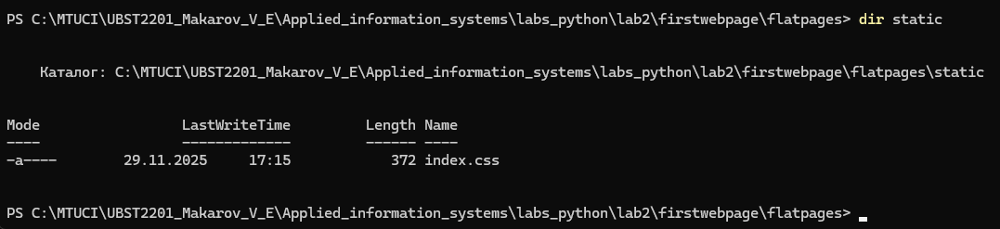 PS C:\MTUCI\UBST2201_Makarov_V_E\Applied_information_systems\labs_python\lab2\firstwebpage\flatpages> dir static
Каталог: C:\MTUCI\UBST2201_Makarov_V_E\Applied_information_systems\labs_python\lab2\firstwebpage\flatpages\static
Mode                 LastWriteTime         Length Name
----                 -------------         ------ ----
-a----        29.11.2025     17:15            372 index.css
PS C:\MTUCI\UBST2201_Makarov_V_E\Applied_information_systems\labs_python\lab2\firstwebpage\flatpages>